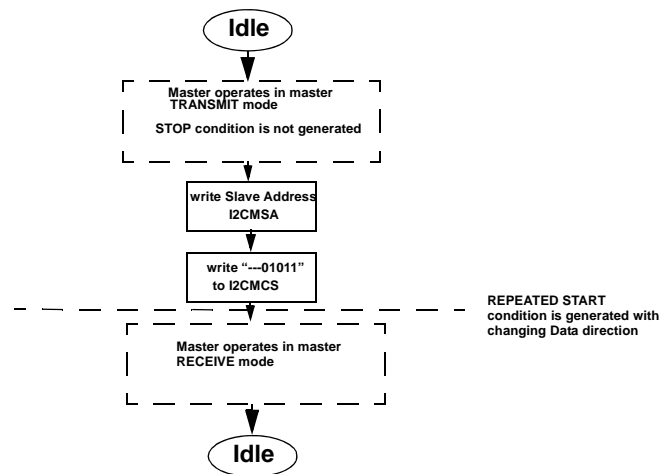 Idle
Master operates in master
TRANSMIT mode
STOP condition is not generated
write Slave Address
I2CMSA
write “---01011”
to I2CMCS
REPEATED START
condition is generated with
changing Data direction
Master operates in master
RECEIVE mode
Idle